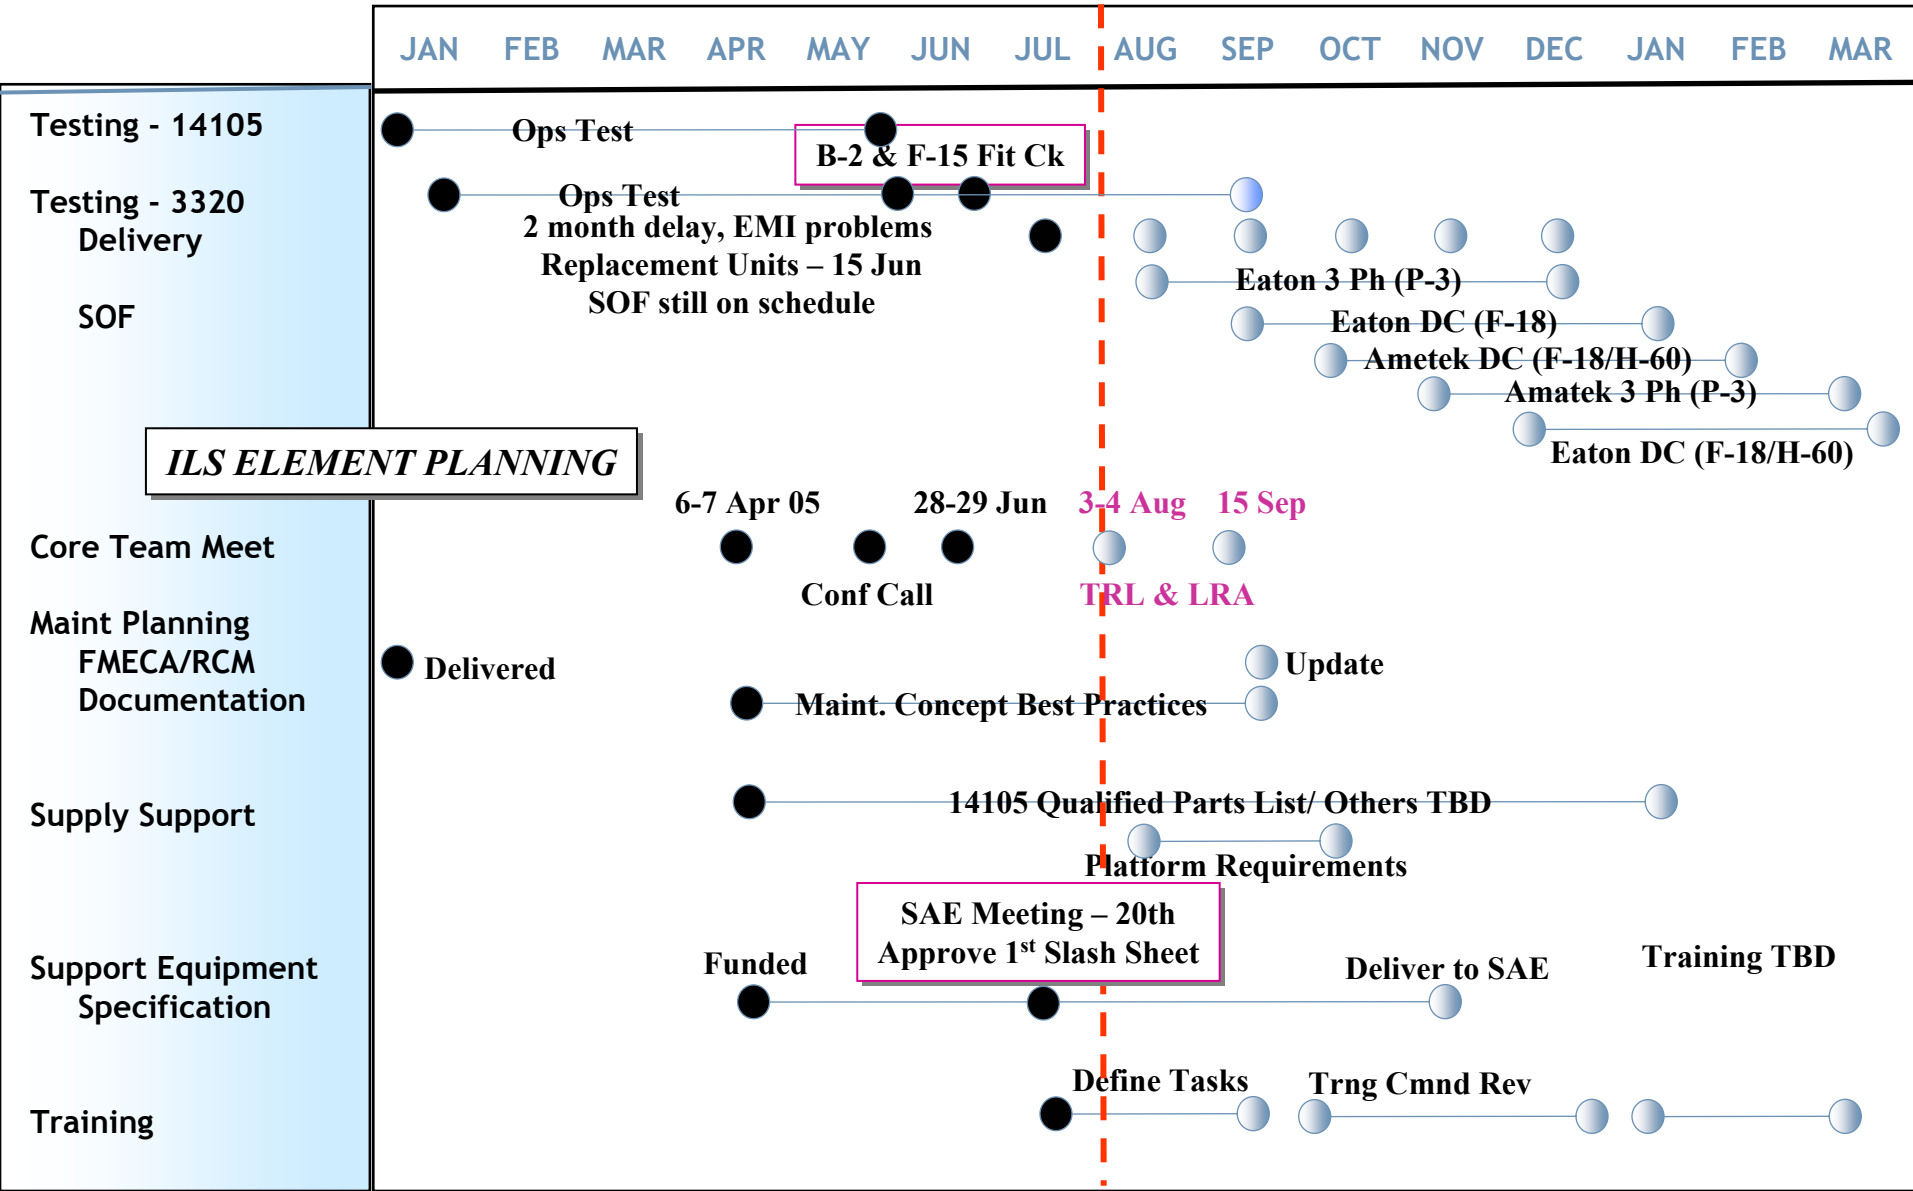 JAN FEB MAR APR MAY JUN JUL AUG SEP OCT NOV DEC JAN FEB MAR
Testing - 14105
Ops Test
B-2 & F-15 Fit Ck
Testing - 3320
Ops Test
Delivery
2 month delay, EMI problems
Replacement Units – 15 Jun
SOF still on schedule
Eaton 3 Ph (P-3)
SOF
Eaton DC (F-18)
Ametek DC (F-18/H-60)
Amatek 3 Ph (P-3)
Eaton DC (F-18/H-60)
ILS ELEMENT PLANNING
6-7 Apr 05 28-29 Jun 3-4 Aug 15 Sep
Core Team Meet
Conf Call TRL & LRA
Maint Planning
FMECA/RCM
Delivered Update
Documentation
Maint. Concept Best Practices
Supply Support
14105 Qualified Parts List/ Others TBD
Platform Requirements
SAE Meeting – 20th
Approve 1st Slash Sheet
Support Equipment
Specification
Funded Deliver to SAE Training TBD
Define Tasks Trng Cmnd Rev
Training